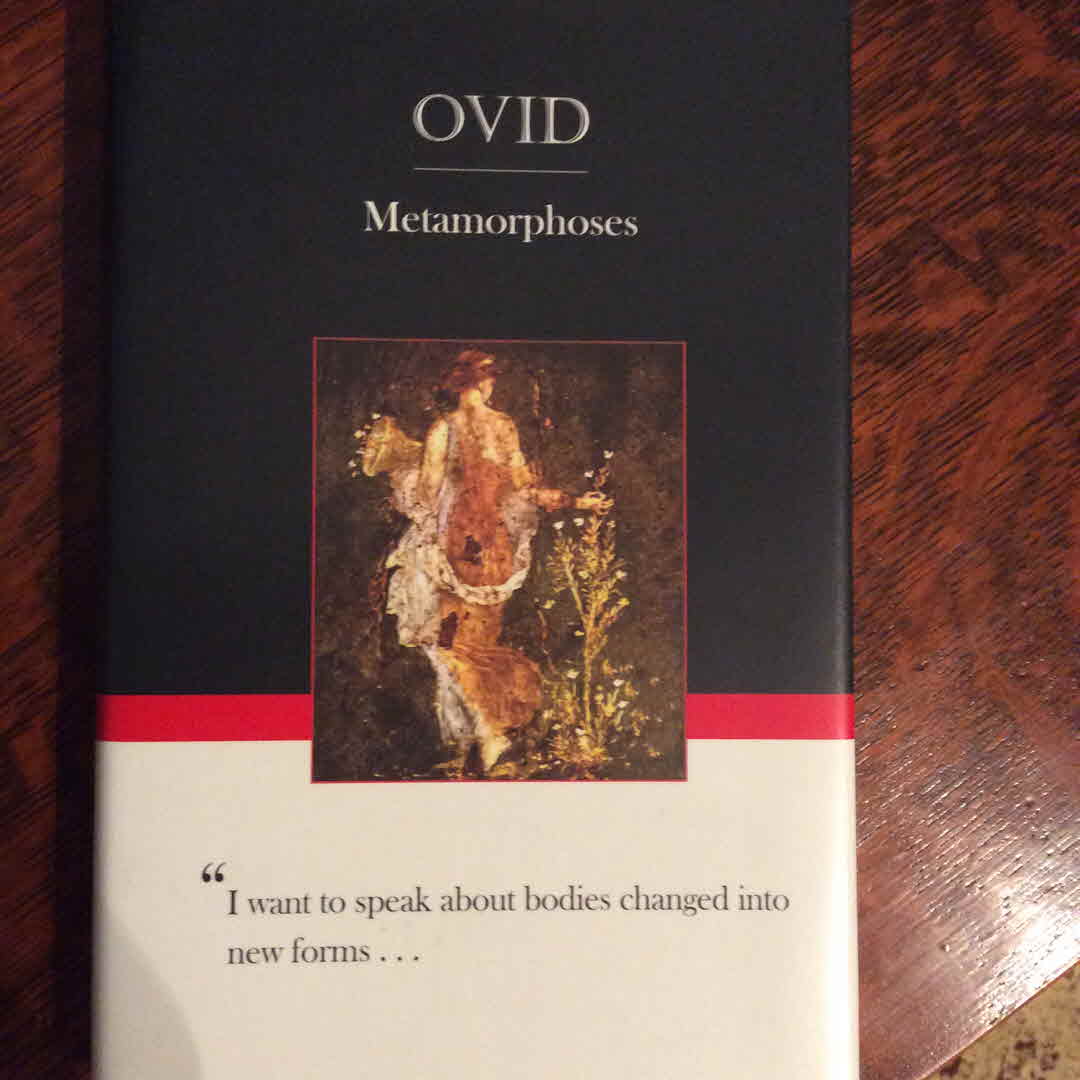 OVID
Metamorphoses
“I want to speak about bodies changed into
new forms . . .